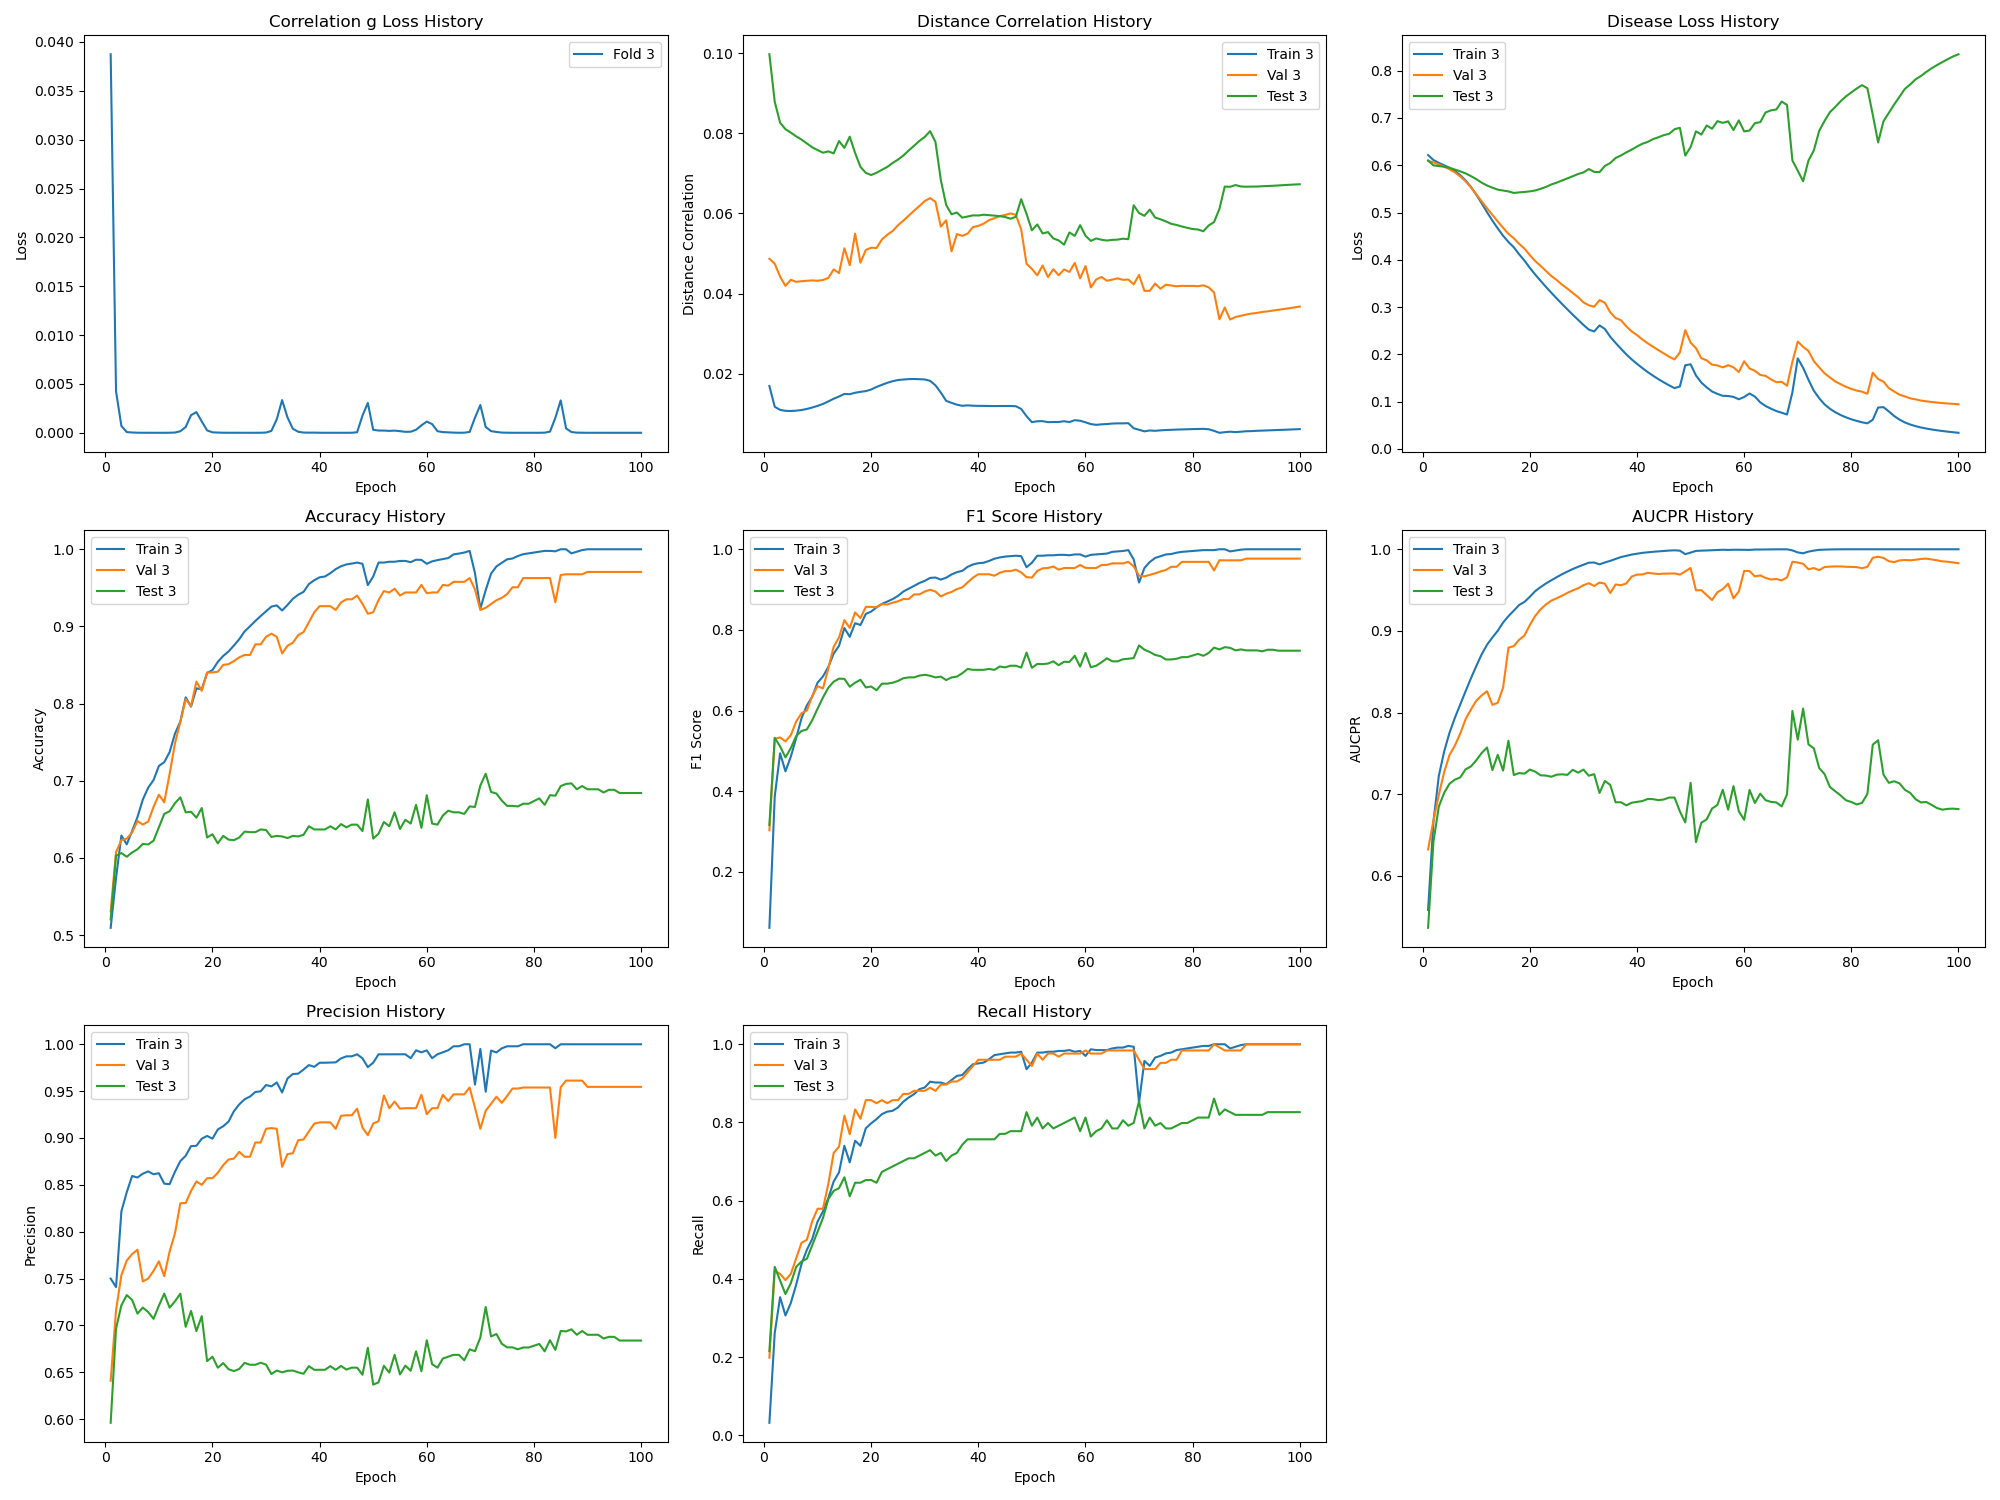 Correlation g Loss History
Loss
0.040
0.035
0.030
0.025
0.020
0.015
0.010
0.005
0.000
Fold 3
0 20 40 60 80 100
Epoch
Distance Correlation History
Distance Correlation
0.10
0.08
0.06
0.04
0.02
Train 3
Val 3
Test 3
0 20 40 60 80 100
Epoch
Disease Loss History
Loss
0.8
0.7
0.6
0.5
0.4
0.3
0.2
0.1
0.0
Train 3
Val 3
Test 3
0 20 40 60 80 100
Epoch
Accuracy History
Accuracy
1.0
0.9
0.8
0.7
0.6
0.5
Train 3
Val 3
Test 3
0 20 40 60 80 100
Epoch
F1 Score History
F1 Score
1.0
0.8
0.6
0.4
0.2
Train 3
Val 3
Test 3
0 20 40 60 80 100
Epoch
AUCPR History
AUCPR
1.0
0.9
0.8
0.7
0.6
Train 3
Val 3
Test 3
0 20 40 60 80 100
Epoch
Precision History
Precision
1.00
0.95
0.90
0.85
0.80
0.75
0.70
0.65
0.60
Train 3
Val 3
Test 3
0 20 40 60 80 100
Epoch
Recall History
Recall
1.0
0.8
0.6
0.4
0.2
0.0
Train 3
Val 3
Test 3
0 20 40 60 80 100
Epoch